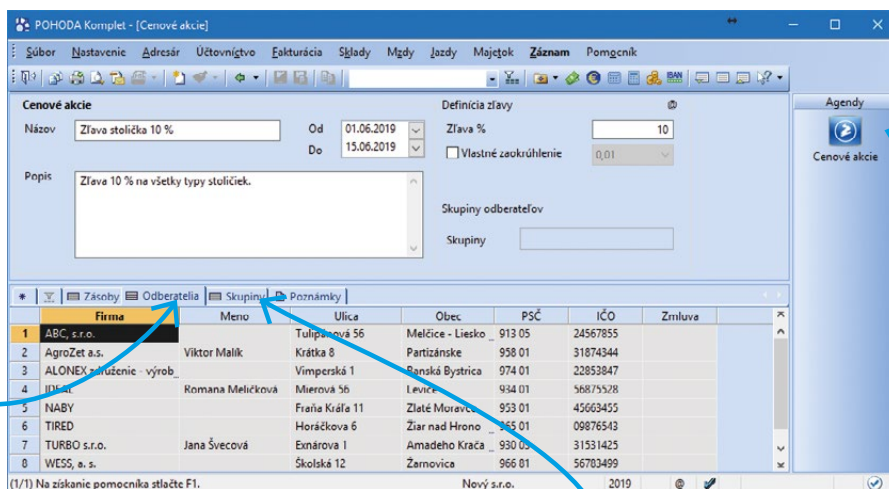 POHODA Komplet - [Cenové akcie]
Súbor Nastavenie Adresár Účtovníctvo Fakturácia Sklady Mzdy Jazdy Majetok Záznam Pomocník
IBAN
Cenové akcie Definícia zľavy @
Názov Zľava stolička 10 % Od 01.06.2019 Zľava % 10
Do 15.06.2019 Vlastné zaokrúhlenie 0,01
Popis Zľava 10 % na všetky typy stoličiek.
Skupiny odberateľov
Skupiny
Agendy
Cenové akcie
* Zásoby Odberatelia Skupiny Poznámky
Firma Meno Ulica Obec PSČ IČO Zmluva
1 ABC, s.r.o. Tulipánová 56 Melčice - Liesko_ 913 05 24567855
2 AgroZet a.s. Viktor Malík Krátka 8 Partizánske 958 01 31874344
3 ALONEX združenie - výrob_ Vimperská 1 Banská Bystrica 974 01 22853847
4 IDEAL Romana Meličková Mierová 56 Levice 934 01 56875528
5 NABY Fraňa Kráľa 11 Zlaté Moravce 953 01 45663455
6 TIRED Horáčkova 6 Žiar nad Hrono_ 965 01 09876543
7 TURBO s.r.o. Jana Švecová Exnárova 1 Amadeho Krača_ 930 05 31531425
8 WESS, a. s. Školská 12 Žarnovica 966 81 56783499
(1/1) Na získanie pomocníka stlačte F1. Nový s.r.o. 2019 @